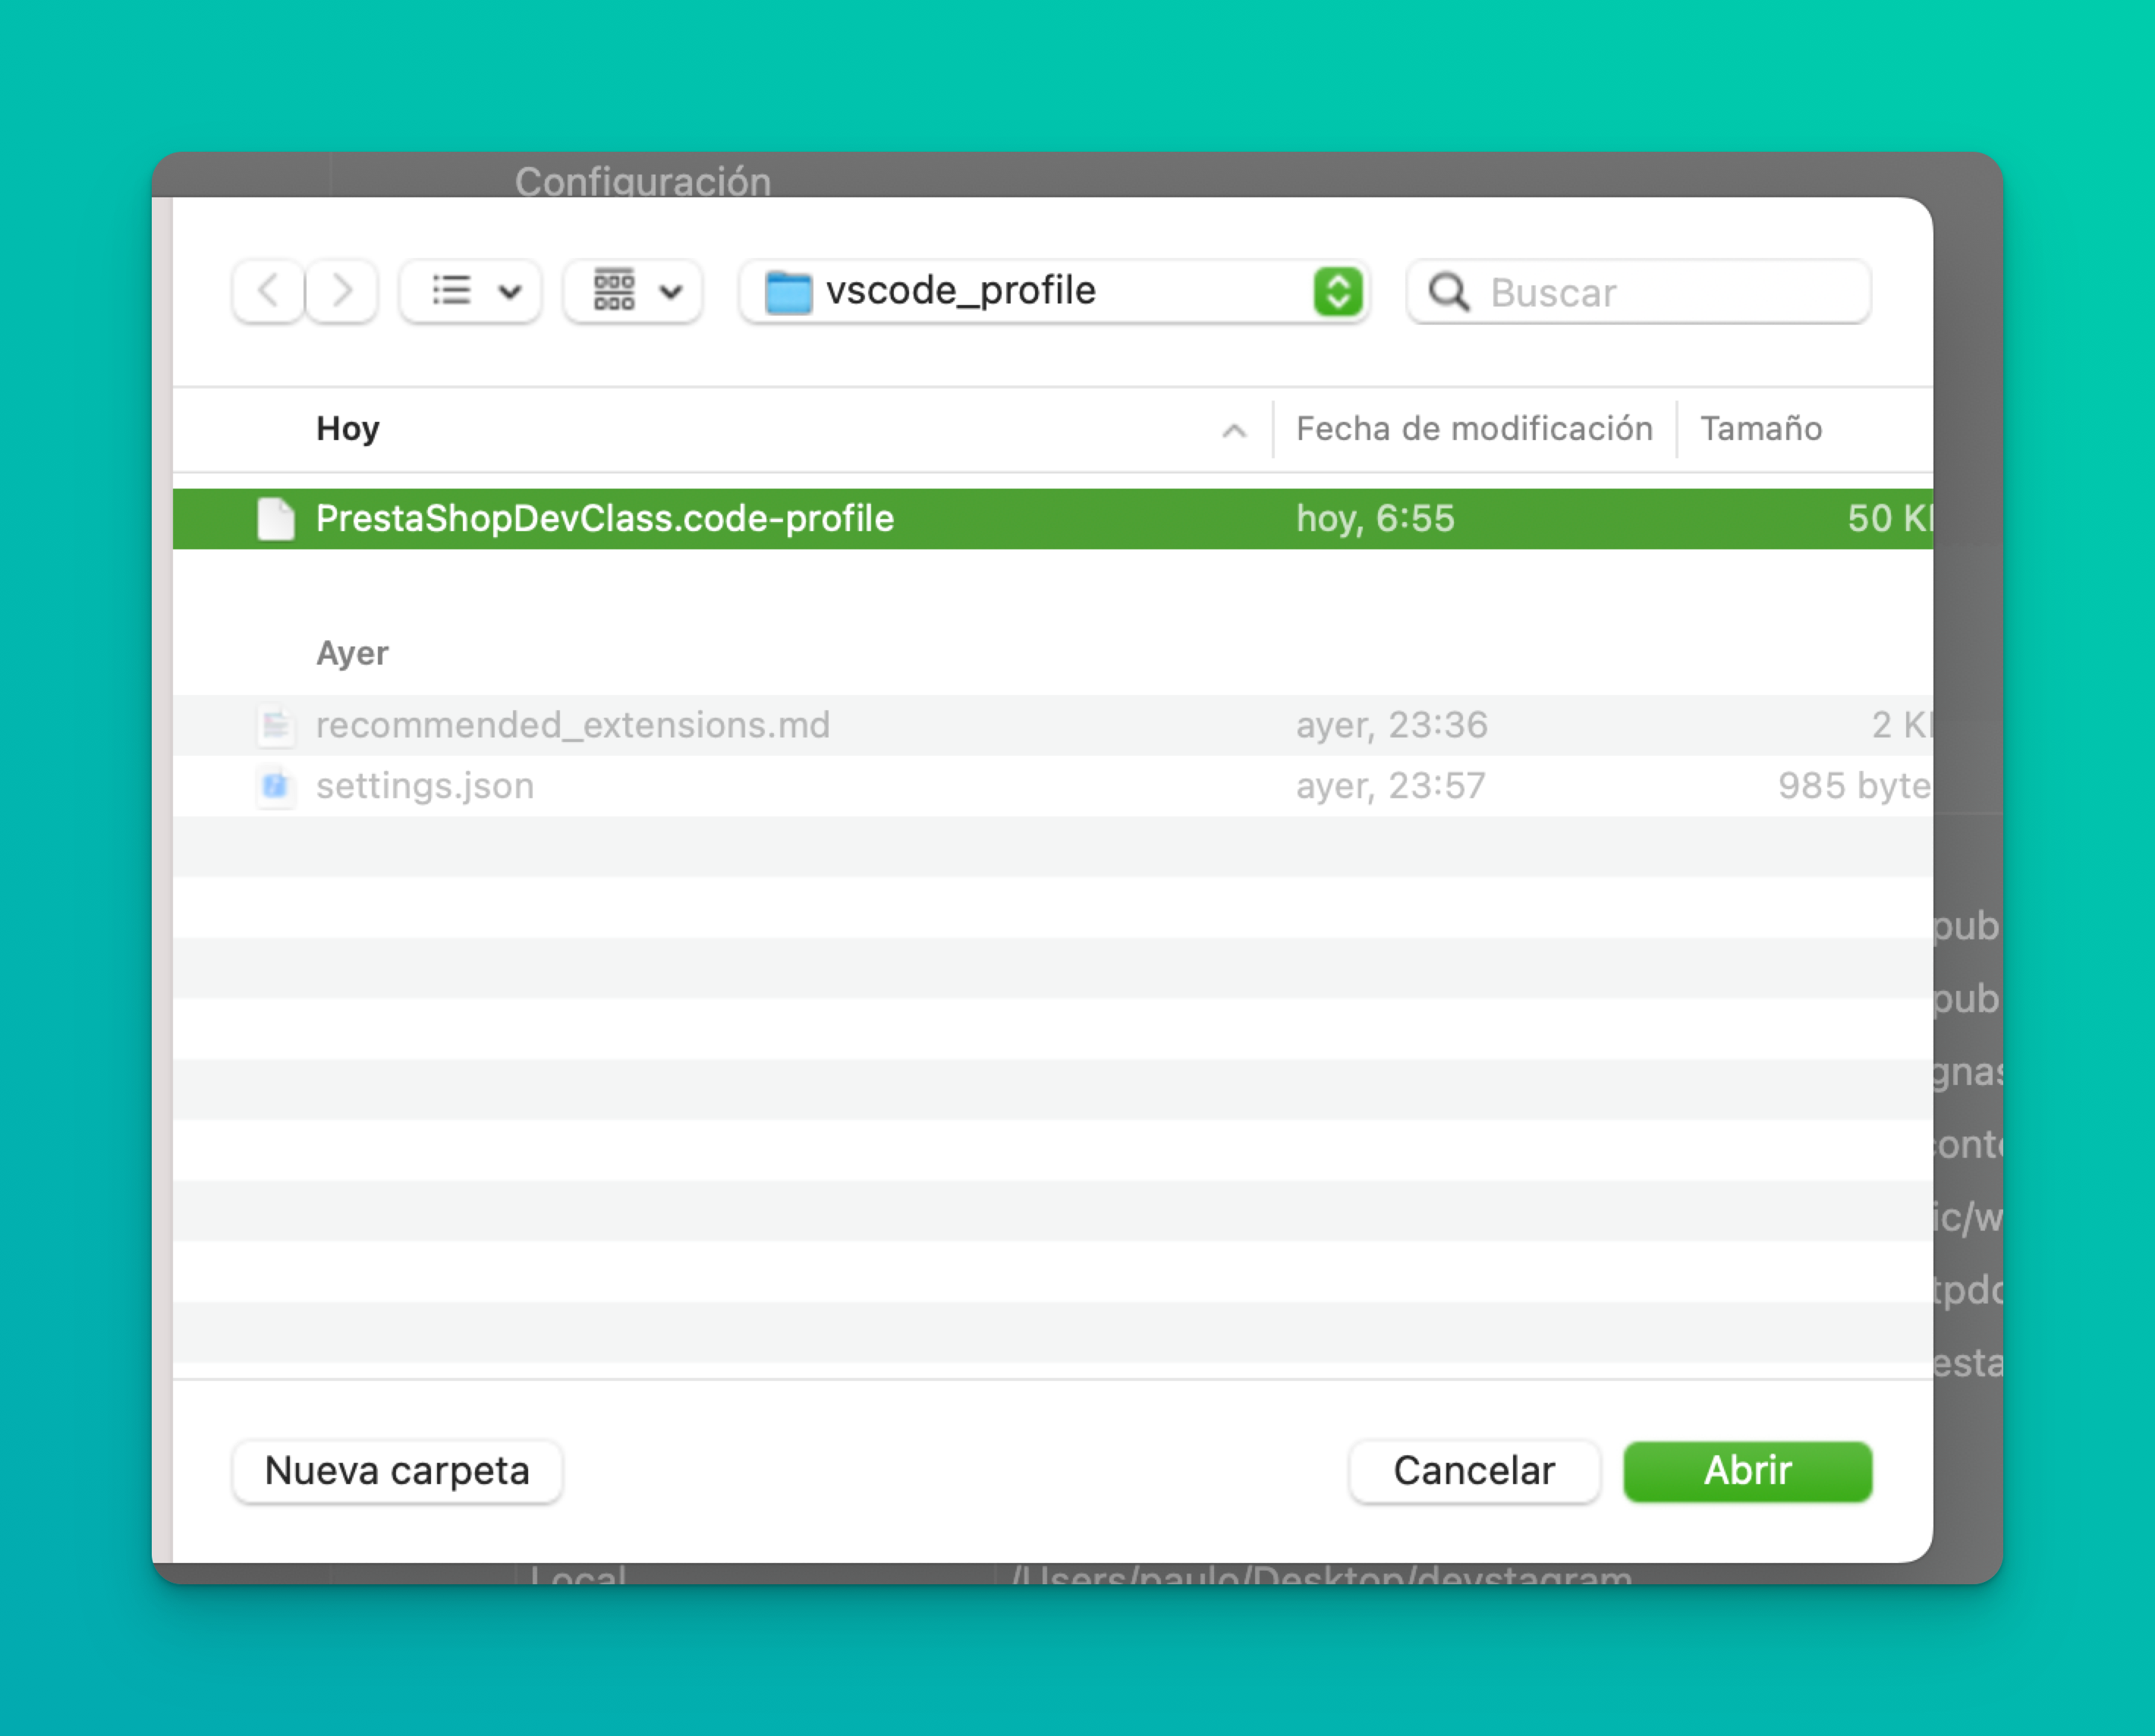 Configuración
vscode_profile
Buscar
Hoy Fecha de modificación Tamaño
PrestaShopDevClass.code-profile hoy, 6:55 50
Ayer
recommended_extensions.md ayer, 23:36 2
settings.json ayer, 23:57 985 byte
pub
pub
gnas
ic/w
esta
Nueva carpeta Cancelar Abrir
Local /Users/paulo/Desktop/devstagram